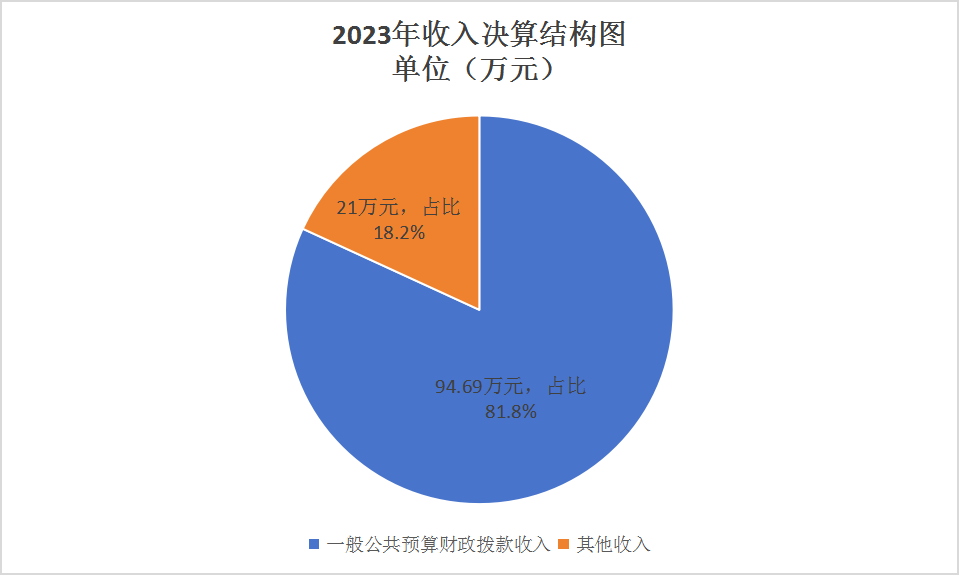 2023年收入决算结构图
单位（万元）
21万元，占比
18.2%
94.69万元，占比
81.8%
一般公共预算财政拨款收入 其他收入